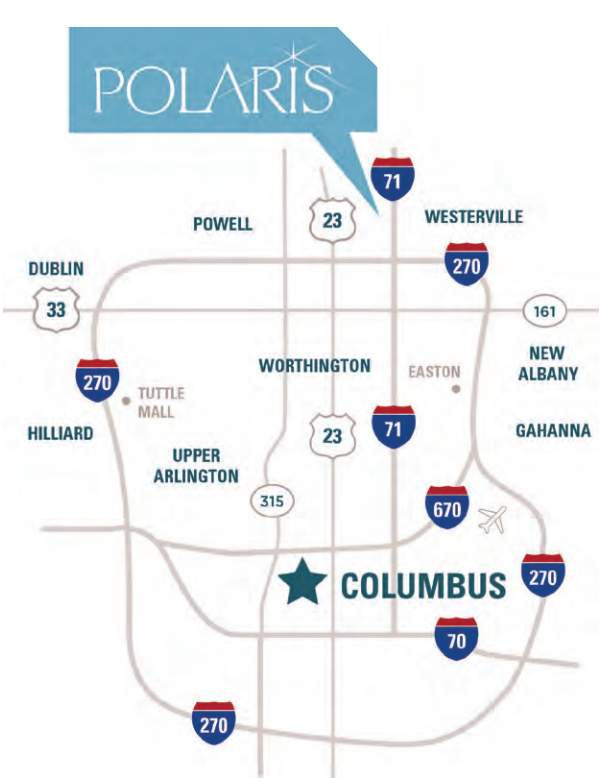 POLARIS
71
23
POWELL
WESTERVILLE
270
DUBLIN
33
161
NEW
ALBANY
WORTHINGTON
EASTON
270
TUTTLE
MALL
HILLIARD
23
71
GAHANNA
UPPER
ARLINGTON
315
670
COLUMBUS
270
70
270